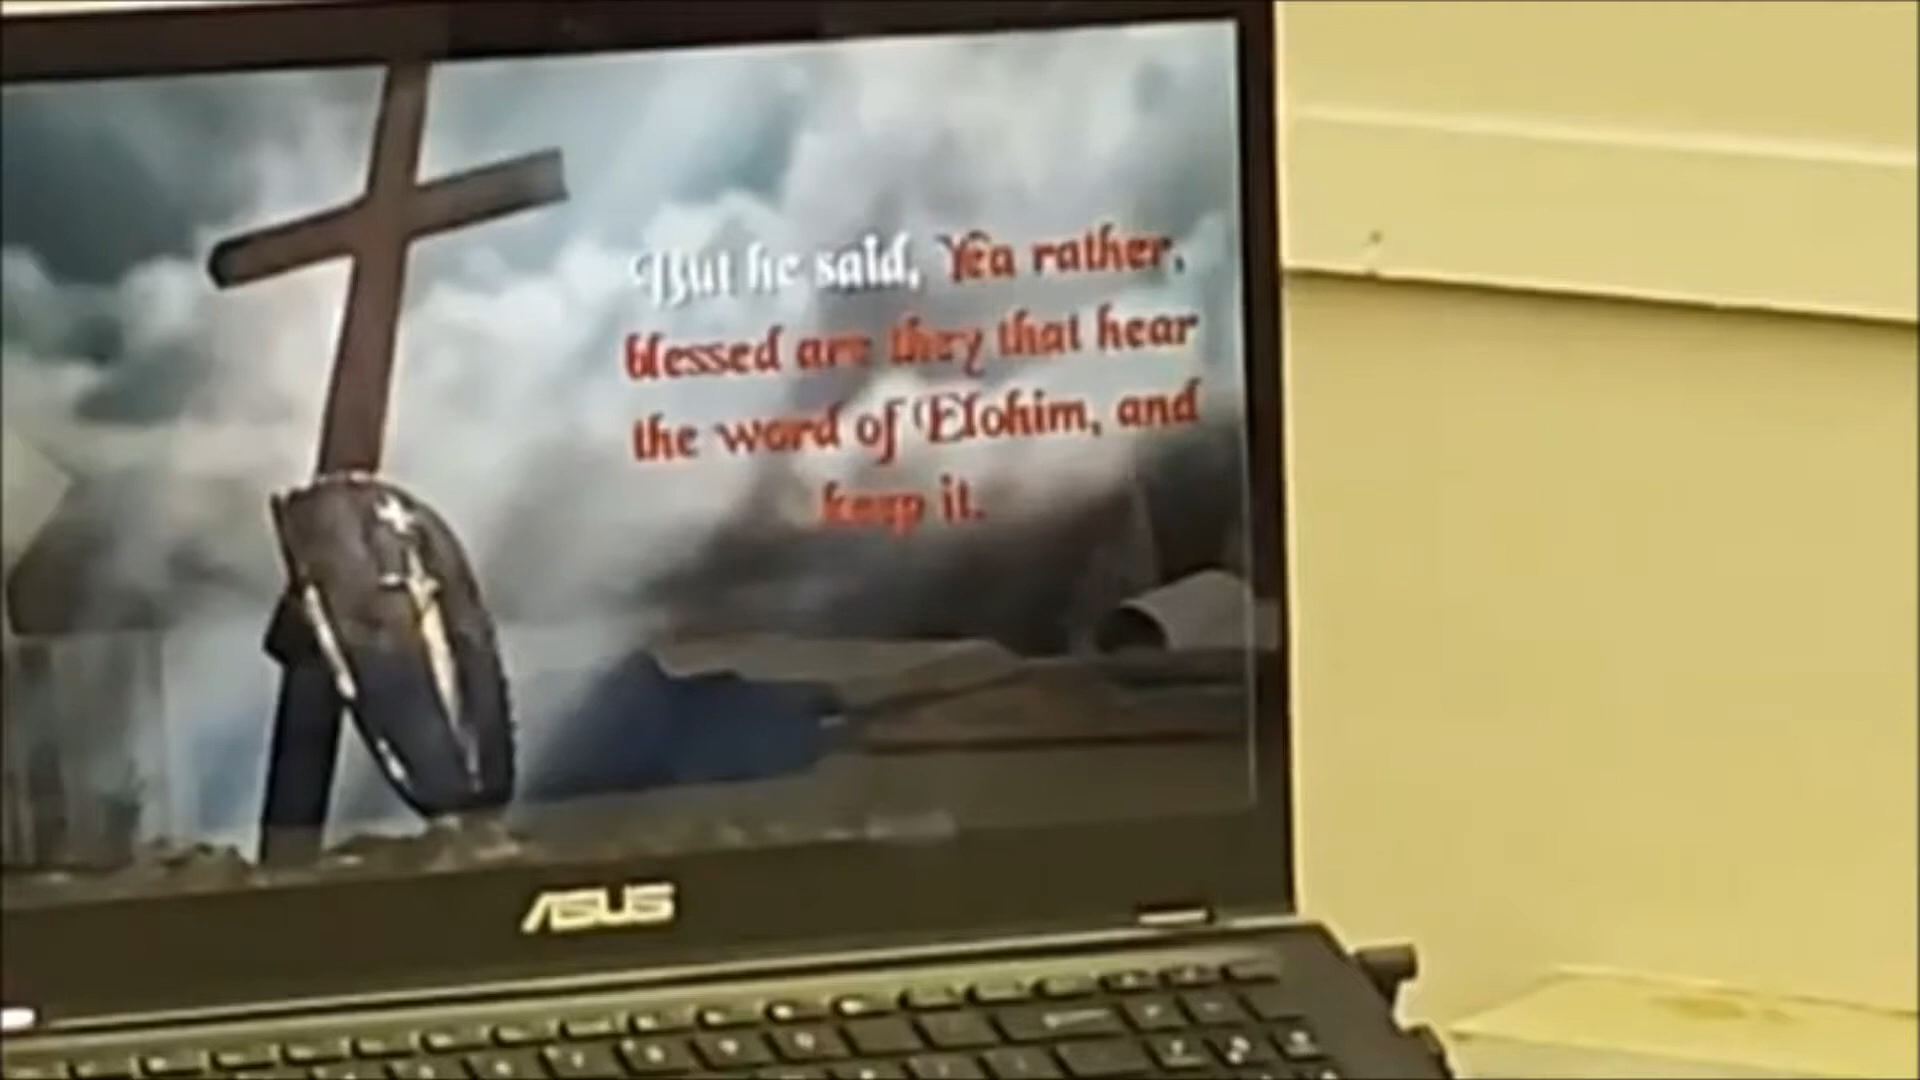 But he said, Yea rather,
blessed are they that hear
the word of Elohim, and
keep it.
ASUS